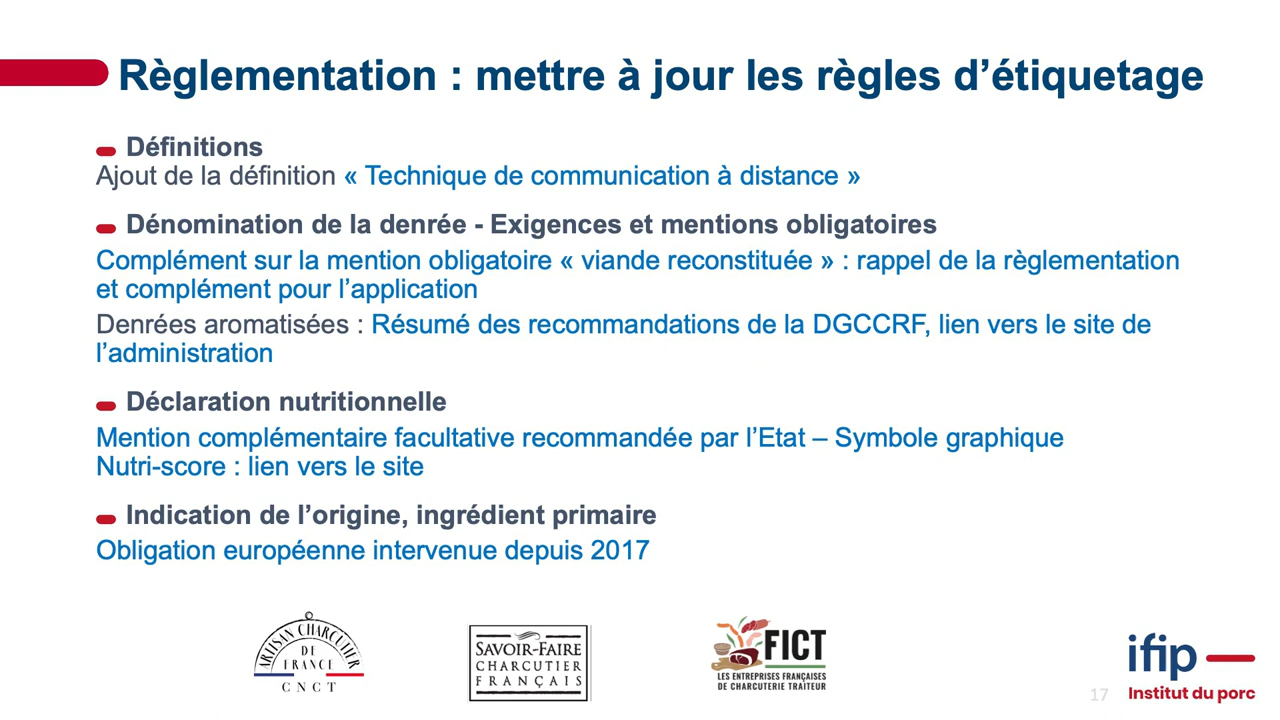 Règlementation : mettre à jour les règles d’étiquetage
Définitions
Ajout de la définition « Technique de communication à distance »
Dénomination de la denrée - Exigences et mentions obligatoires
Complément sur la mention obligatoire « viande reconstituée » : rappel de la règlementation
et complément pour l’application
Denrées aromatisées : Résumé des recommandations de la DGCCRF, lien vers le site de
l’administration
Déclaration nutritionnelle
Mention complémentaire facultative recommandée par l’Etat – Symbole graphique
Nutri-score : lien vers le site
Indication de l’origine, ingrédient primaire
Obligation européenne intervenue depuis 2017
ARTISAN CHARCUTIER
DE
FRANCE
CNCT
SAVOIR-FAIRE
CHARCUTIER
FRANÇAIS
FICT
LES ENTREPRISES FRANÇAISES
DE CHARCUTERIE TRAITEUR
ifip
17
Institut du porc